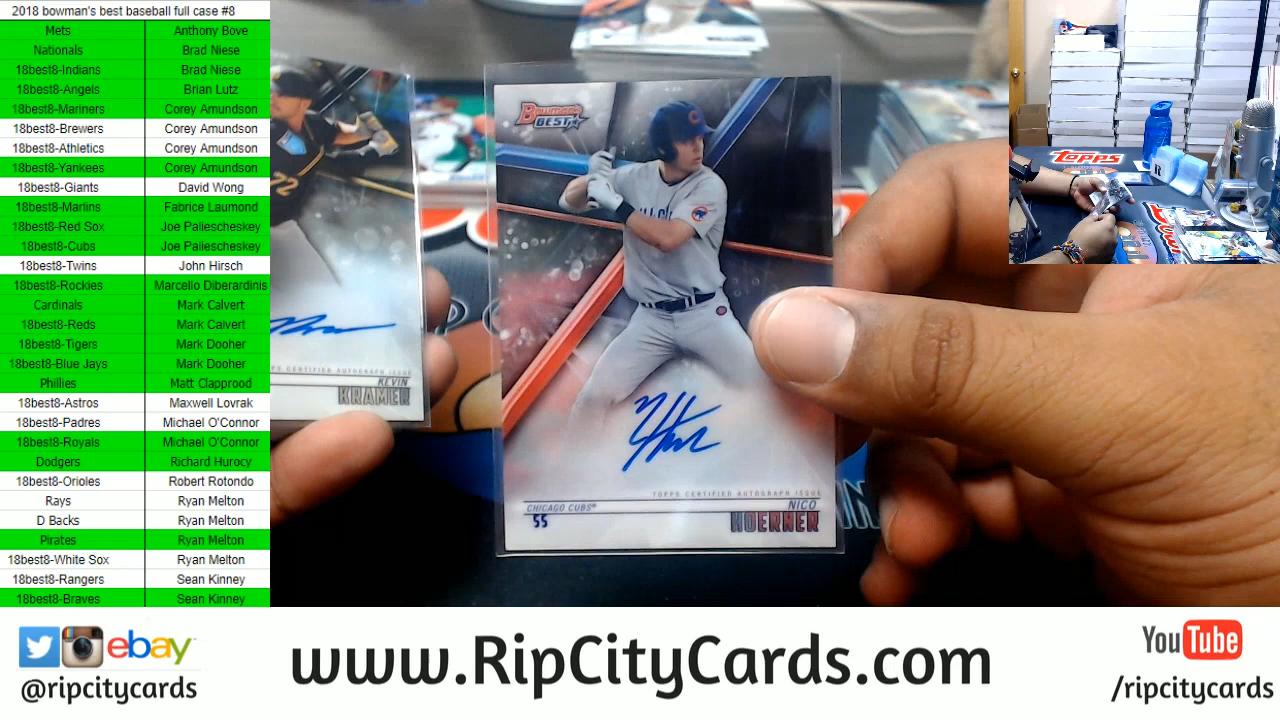 2018 bowman's best baseball full case #8
Mets Anthony Bove
Nationals Brad Niese
18best8-Indians Brad Niese
18best8-Angels Brian Lutz
18best8-Mariners Corey Amundson
18best8-Brewers Corey Amundson
18best8-Athletics Corey Amundson
18best8-Yankees Corey Amundson
18best8-Giants David Wong
18best8-Marlins Fabrice Laumond
18best8-Red Sox Joe Paliescheskey
18best8-Cubs Joe Paliescheskey
18best8-Twins John Hirsch
18best8-Rockies Marcello Diberardinis
Cardinals Mark Calvert
18best8-Reds Mark Calvert
18best8-Tigers Mark Dooher
18best8-Blue Jays Mark Dooher
Phillies Matt Clapprood
18best8-Astros Maxwell Lovrak
18best8-Padres Michael O'Connor
18best8-Royals Michael O'Connor
Dodgers Richard Hurocy
18best8-Orioles Robert Rotondo
Rays Ryan Melton
D Backs Ryan Melton
Pirates Ryan Melton
18best8-White Sox Ryan Melton
18best8-Rangers Sean Kinney
18best8-Braves Sean Kinney
CERTIFIED AUTOGRAPH ISSUE
KEVIN
KRAMER
Bowman's
BEST
TOPPS CERTIFIED AUTOGRAPH ISSUE
CHICAGO CUBS®
55
NICO
HOERNER
TOPPS
ebay
@ripcitycards
www.RipCityCards.com
YouTube
/ripcitycards